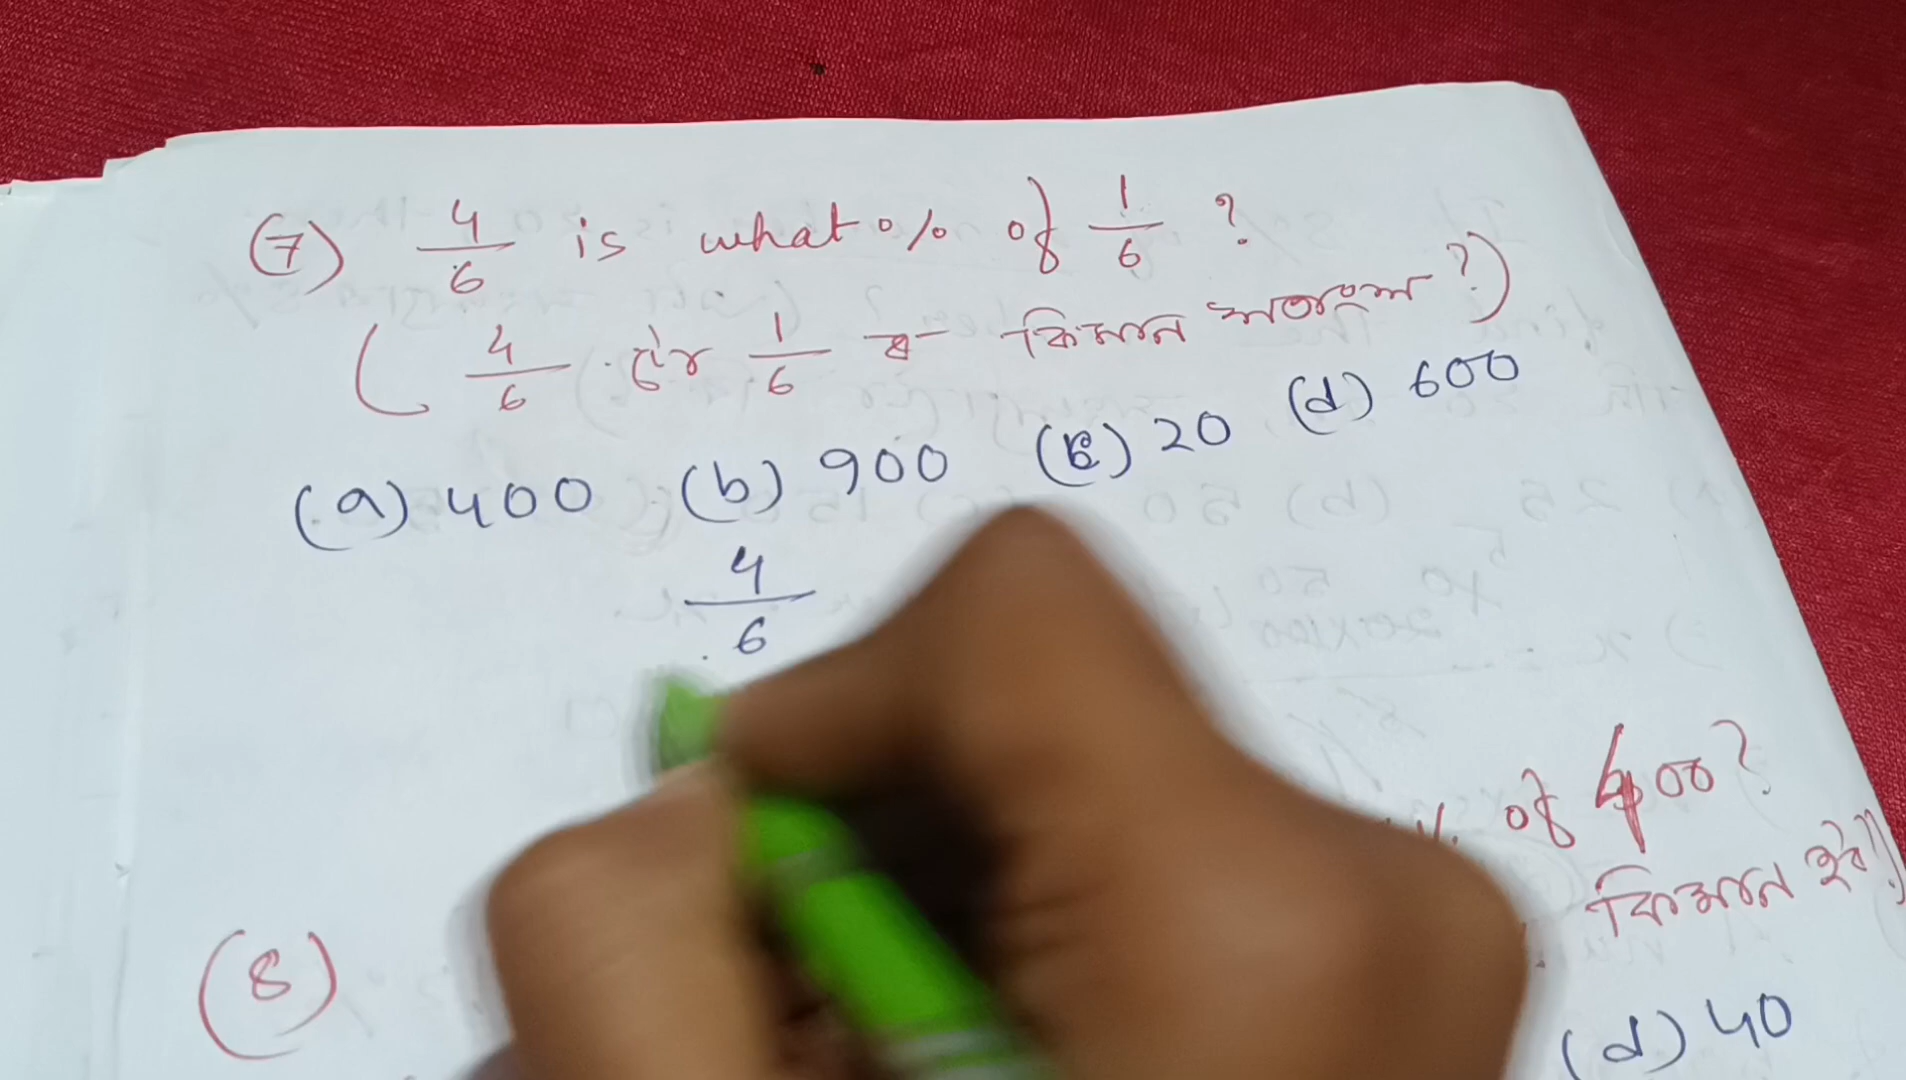 (7) 4/6 is what % of 1/6 ?
( 4/6 1/6 ৰ কিমান শতাংশ ?)
(a) 400 (b) 900 (c) 20 (d) 600
4/6
of 400?
(8) কিমান হব))
(d) 40